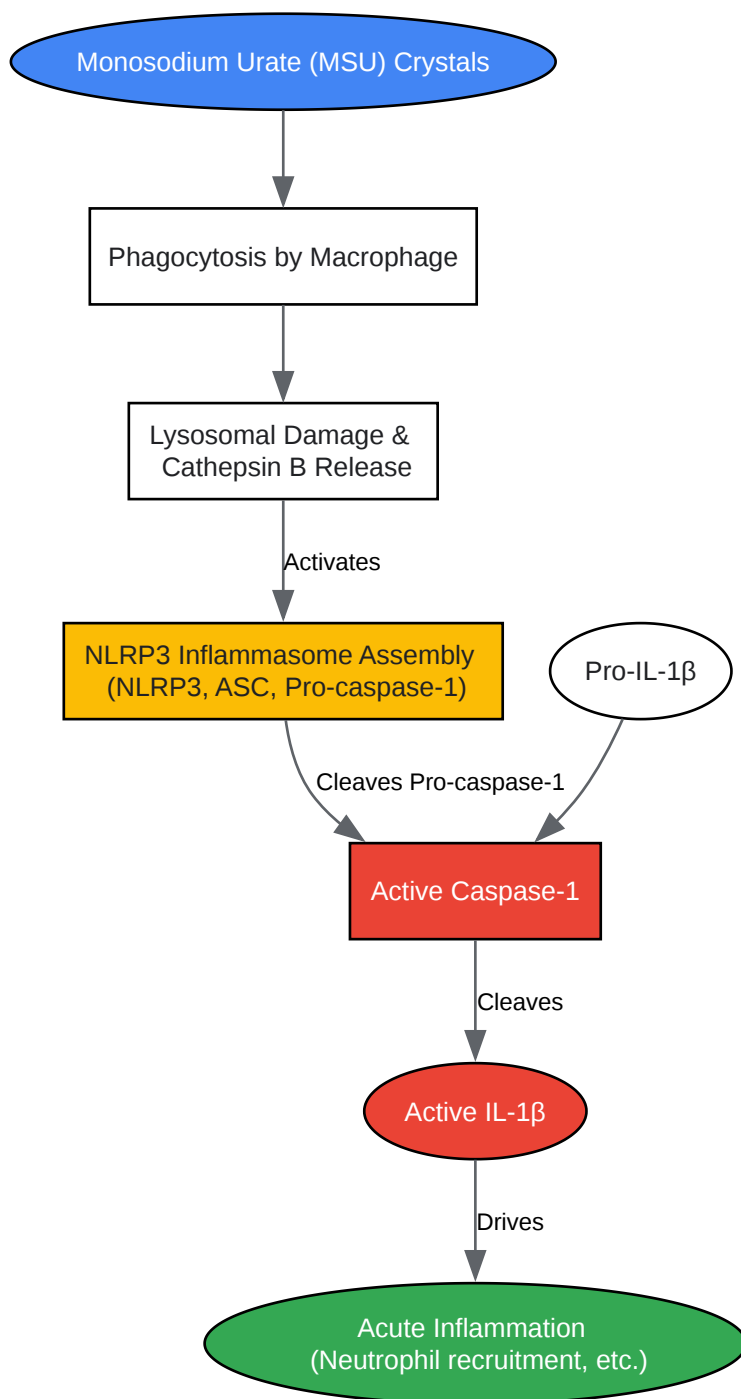 Monosodium Urate (MSU) Crystals
Phagocytosis by Macrophage
Lysosomal Damage &
Cathepsin B Release
Activates
NLRP3 Inflammasome Assembly
(NLRP3, ASC, Pro-caspase-1)
Pro-IL-1β
Cleaves Pro-caspase-1
Active Caspase-1
Cleaves
Active IL-1β
Drives
Acute Inflammation
(Neutrophil recruitment, etc.)